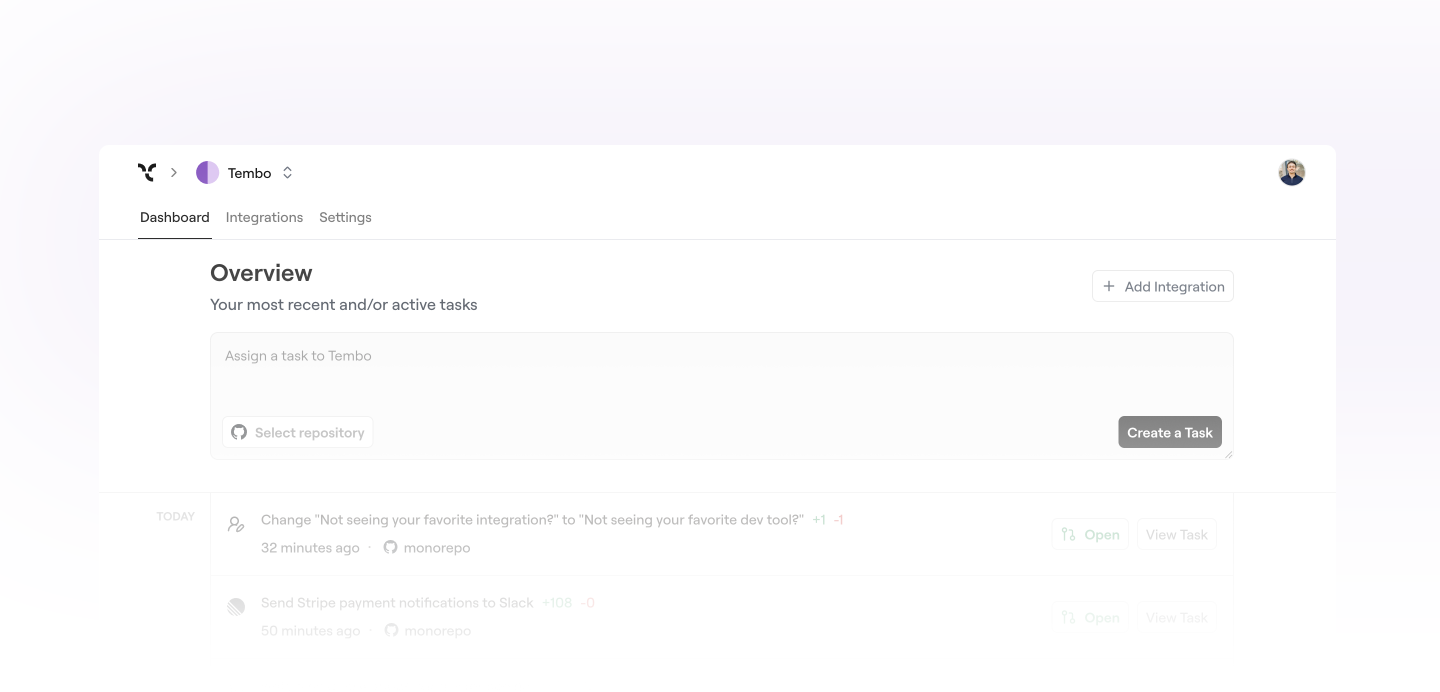 Tembo
Dashboard Integrations Settings
Overview
Your most recent and/or active tasks
Add Integration
Assign a task to Tembo
Select repository
Create a Task
TODAY
Change "Not seeing your favorite integration?" to "Not seeing your favorite dev tool?" +1 -1
32 minutes ago · monorepo
Open
View Task
Send Stripe payment notifications to Slack +108 -0
50 minutes ago · monorepo
Open
View Task